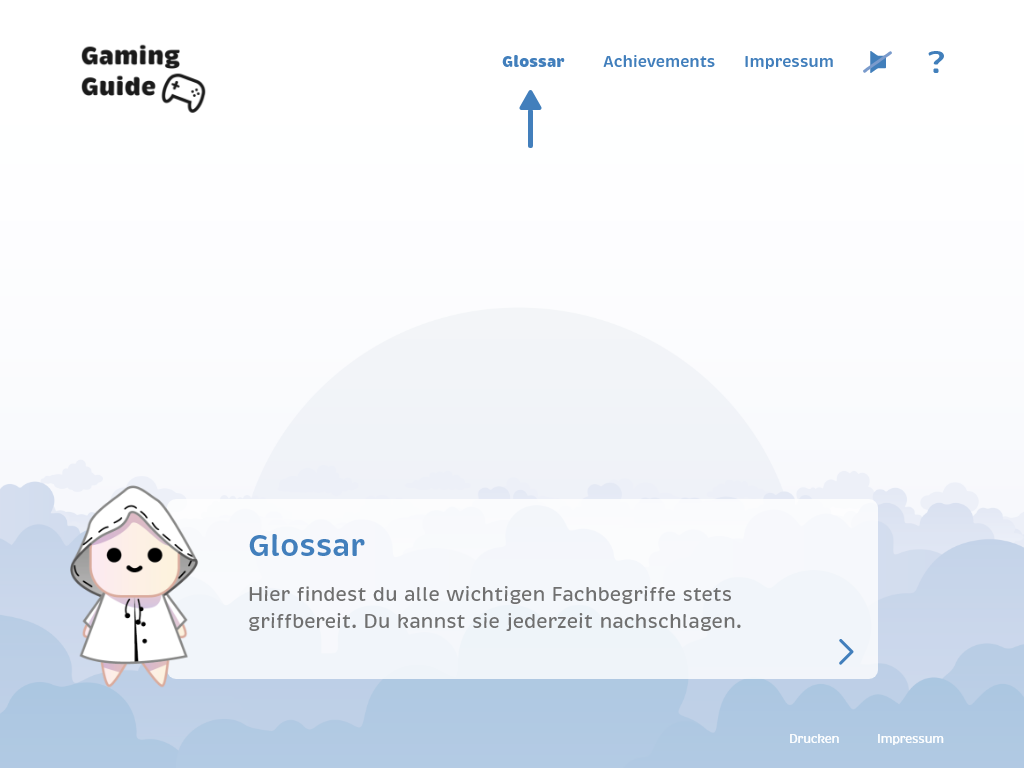 Gaming
Guide
Glossar Achievements Impressum ?
Glossar
Hier findest du alle wichtigen Fachbegriffe stets
griffbereit. Du kannst sie jederzeit nachschlagen.
Drucken Impressum